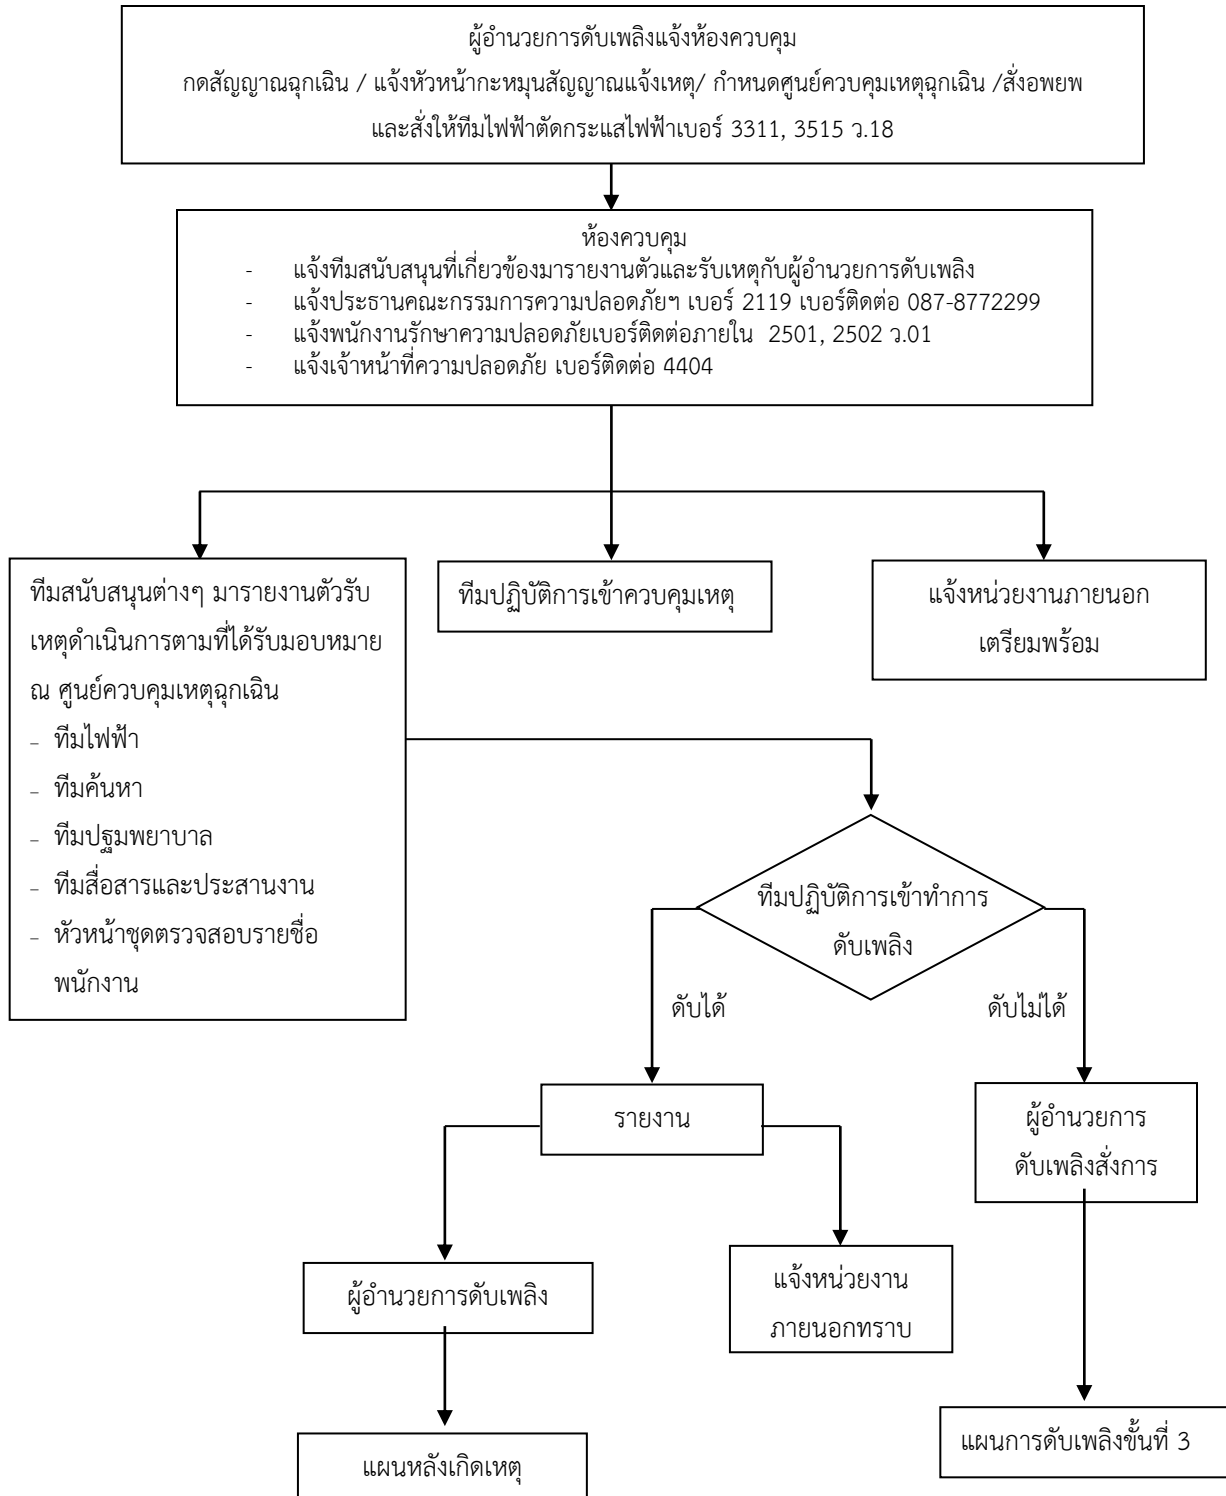 ผู้อำนวยการดับเพลิงแจ้งห้องควบคุม
กดสัญญาณฉุกเฉิน / แจ้งหัวหน้ากะหมุนสัญญาณแจ้งเหตุ/ กำหนดศูนย์ควบคุมเหตุฉุกเฉิน /สั่งอพยพ
และสั่งให้ทีมไฟฟ้าตัดกระแสไฟฟ้าเบอร์ 3311, 3515 ว.18
ห้องควบคุม
- แจ้งทีมสนับสนุนที่เกี่ยวข้องมารายงานตัวและรับเหตุกับผู้อำนวยการดับเพลิง
- แจ้งประธานคณะกรรมการความปลอดภัยฯ เบอร์ 2119 เบอร์ติดต่อ 087-8772299
- แจ้งพนักงานรักษาความปลอดภัยเบอร์ติดต่อภายใน 2501, 2502 ว.01
- แจ้งเจ้าหน้าที่ความปลอดภัย เบอร์ติดต่อ 4404
ทีมสนับสนุนต่างๆ มารายงานตัวรับ
เหตุดำเนินการตามที่ได้รับมอบหมาย
ณ ศูนย์ควบคุมเหตุฉุกเฉิน
- ทีมไฟฟ้า
- ทีมค้นหา
- ทีมปฐมพยาบาล
- ทีมสื่อสารและประสานงาน
- หัวหน้าชุดตรวจสอบรายชื่อ
พนักงาน
ทีมปฏิบัติการเข้าควบคุมเหตุ
แจ้งหน่วยงานภายนอก
เตรียมพร้อม
ทีมปฏิบัติการเข้าทำการ
ดับเพลิง
ดับได้
ดับไม่ได้
รายงาน
ผู้อำนวยการ
ดับเพลิงสั่งการ
ผู้อำนวยการดับเพลิง
แจ้งหน่วยงาน
ภายนอกทราบ
แผนหลังเกิดเหตุ
แผนการดับเพลิงขั้นที่ 3